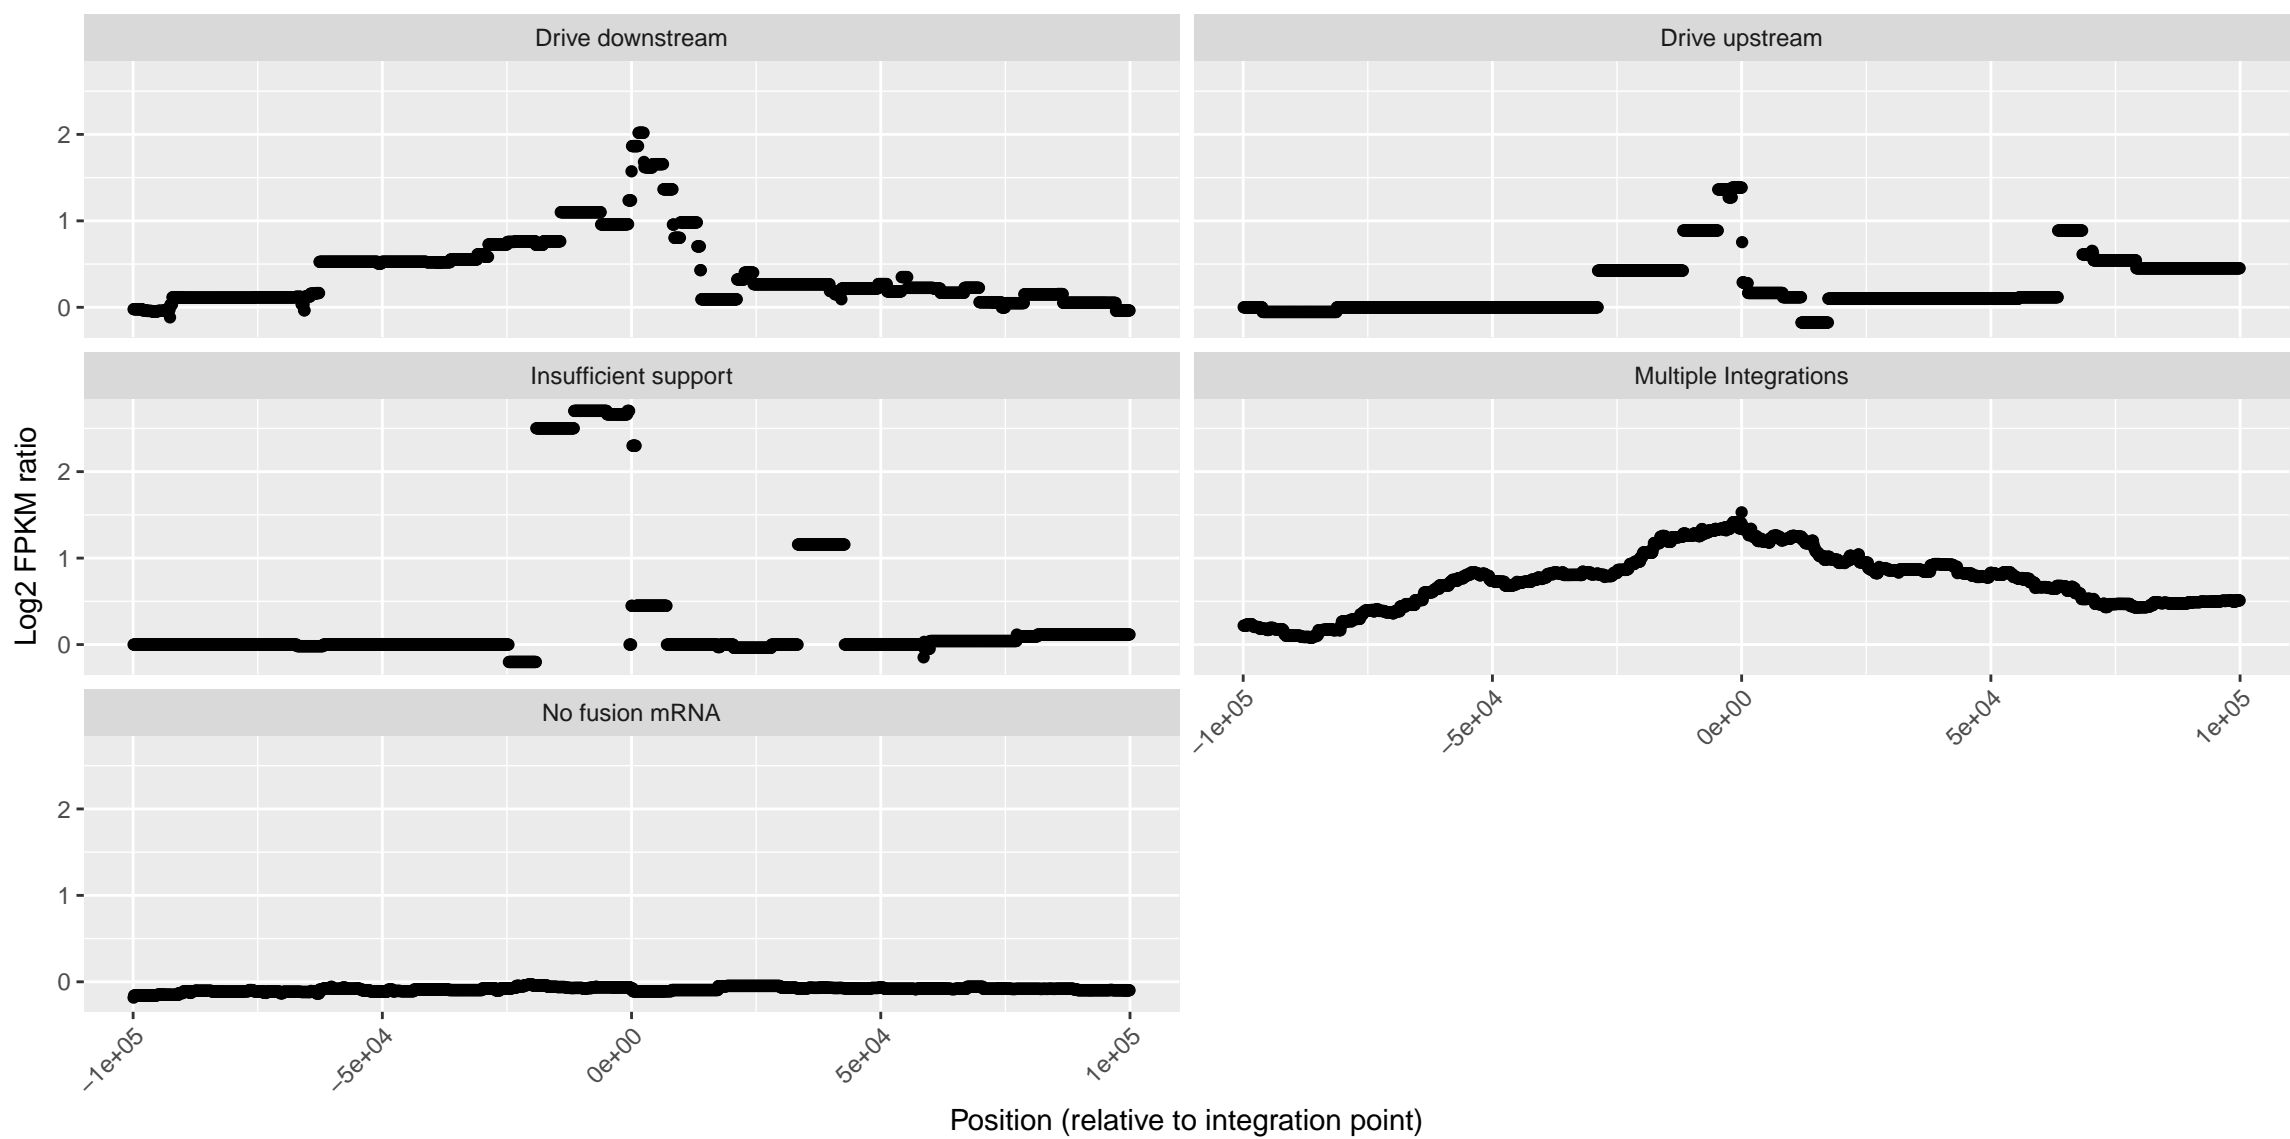 Drive downstream
Drive upstream
2
1
0
Insufficient support
Multiple Integrations
2
1
0
−1e+05
−5e+04
0e+00
5e+04
1e+05
No fusion mRNA
2
1
0
−1e+05
−5e+04
0e+00
5e+04
1e+05
Log2 FPKM ratio
Position (relative to integration point)